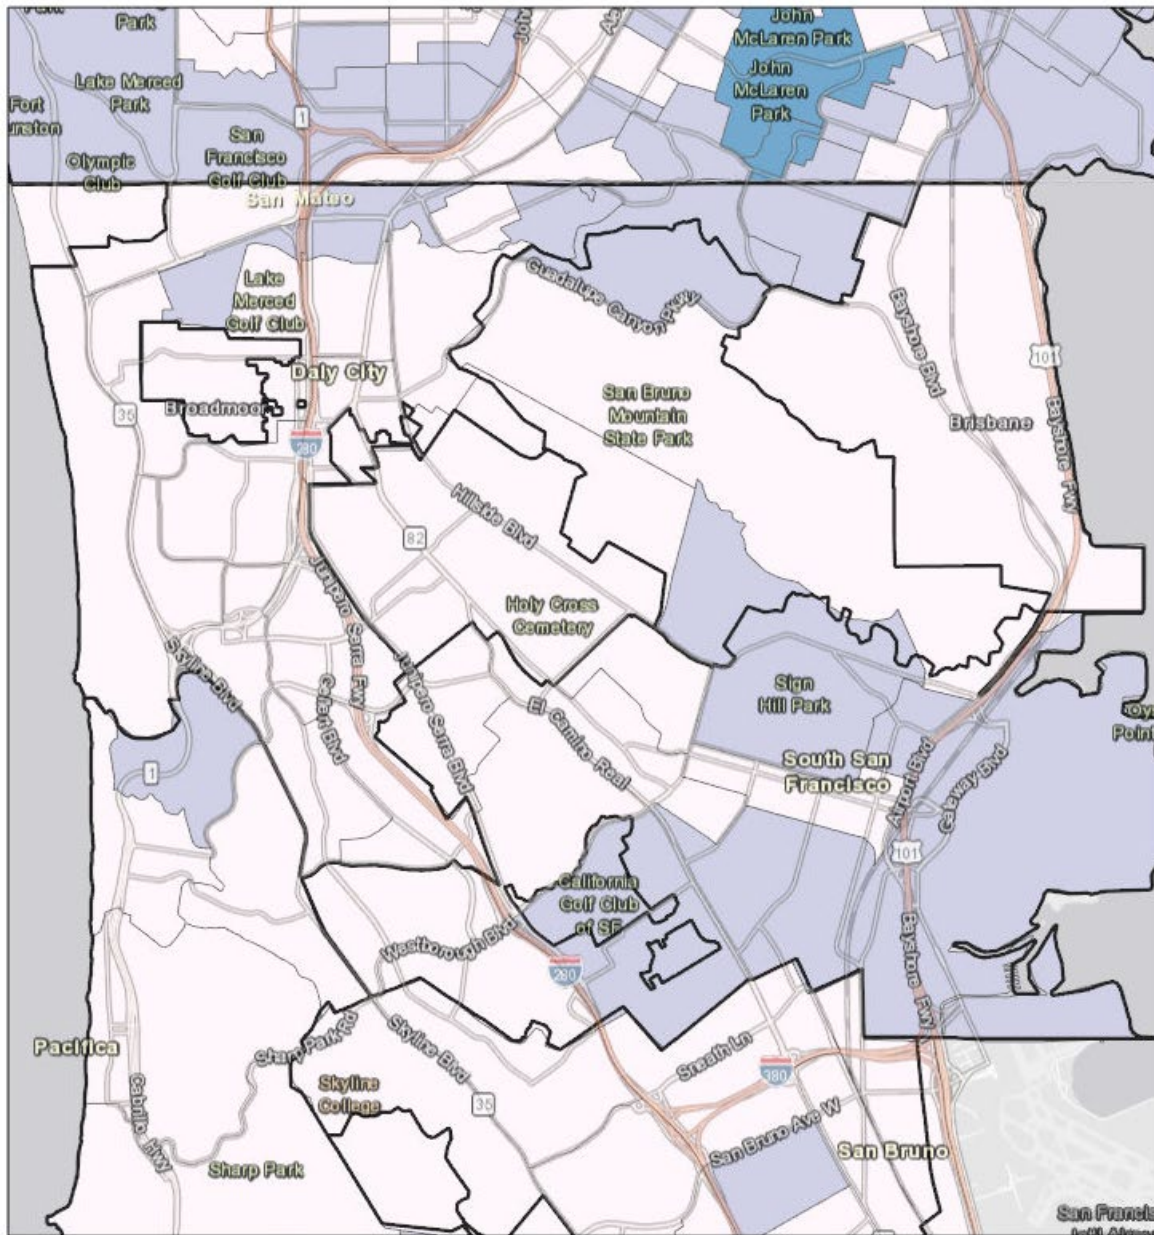 Park
John
McLaren Park
Lake Merced
Park
John
McLaren
Park
Fort
1
San
Francisco
Golf Club
Olympic
Club
San Mateo
Guadalupe Canyon Pkwy
Lake
Merced
Golf Club
Bayshore Blvd
101
Daly City
San Bruno
Mountain
State Park
35
Broadmoor
Brisbane
280
Bayshore Fwy
Hillside Blvd
82
Junipero Serra Fwy
Holy Cross
Cemetery
Skyline Blvd
Junipero Serra Blvd
Sign
Hill Park
Gellert Blvd
El Camino Real
Point
1
South San
Francisco
Airport Blvd
Gateway Blvd
101
California
Golf Club
of SF
Westborough Blvd
280
Bayshore Fwy
Pacifica
Sharp Park Rd
Skyline Blvd
Sneath Ln
380
Skyline
College
Cabrillo Hwy
35
San Bruno Ave W
San Bruno
Sharp Park
San Francis